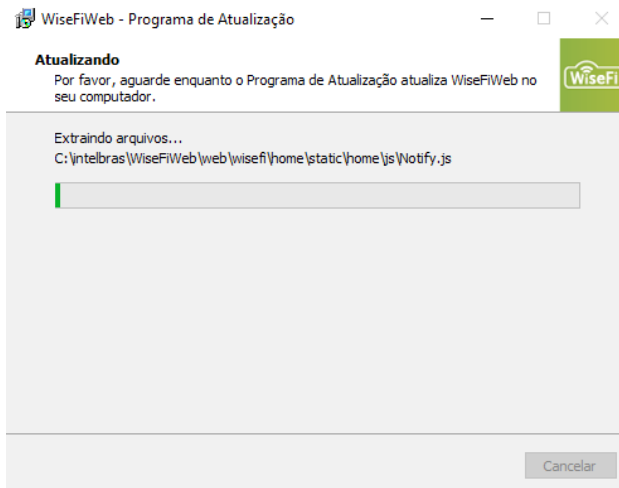 WiseFiWeb - Programa de Atualização
Atualizando
Por favor, aguarde enquanto o Programa de Atualização atualiza WiseFiWeb no
seu computador.
WiseFi
Extraindo arquivos...
C:\intelbras\WiseFiWeb\web\wisefi\home\static\home\js\Notify.js
Cancelar